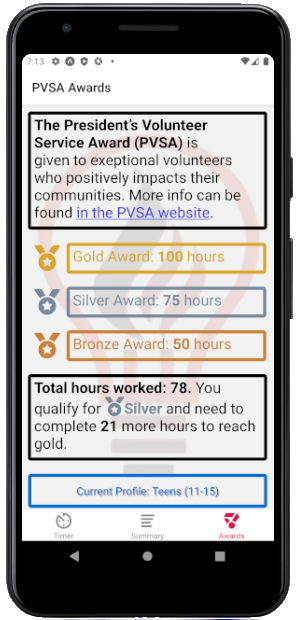 7:13
PVSA Awards
The President's Volunteer
Service Award (PVSA) is
given to exeptional volunteers
who positively impacts their
communities. More info can be
found in the PVSA website.
Gold Award: 100 hours
Silver Award: 75 hours
Bronze Award: 50 hours
Total hours worked: 78. You
qualify for Silver and need to
complete 21 more hours to reach
gold.
Current Profile: Teens (11-15)
Timer Summary Awards